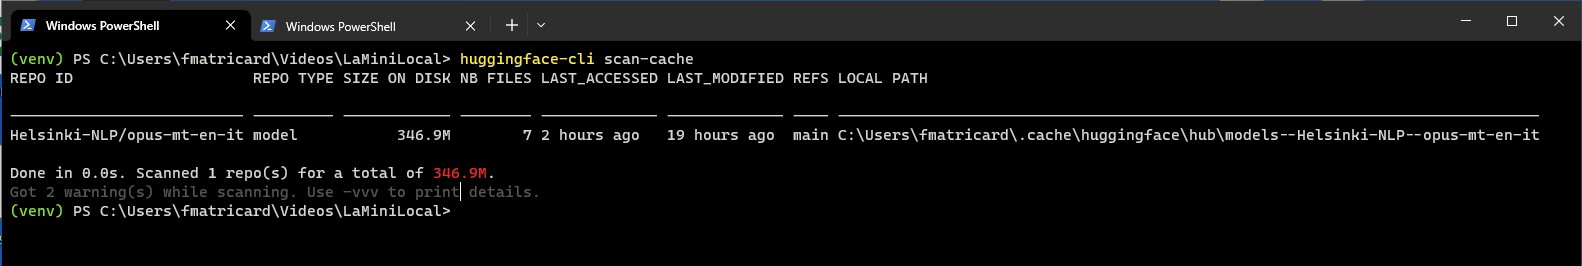 Windows PowerShell Windows PowerShell
(venv) PS C:\Users\fmatricard\Videos\LaMiniLocal> huggingface-cli scan-cache
REPO ID REPO TYPE SIZE ON DISK NB FILES LAST_ACCESSED LAST_MODIFIED REFS LOCAL PATH
Helsinki-NLP/opus-mt-en-it model 346.9M 7 2 hours ago 19 hours ago main C:\Users\fmatricard\.cache\huggingface\hub\models--Helsinki-NLP--opus-mt-en-it
Done in 0.0s. Scanned 1 repo(s) for a total of 346.9M.
Got 2 warning(s) while scanning. Use -vvv to print details.
(venv) PS C:\Users\fmatricard\Videos\LaMiniLocal>